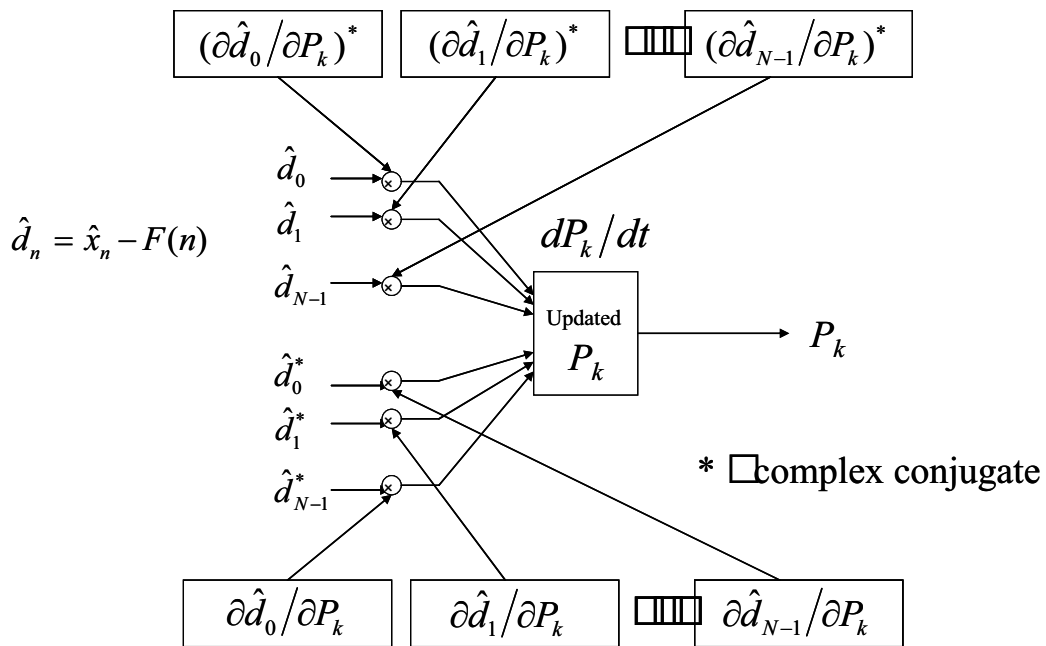 (∂d̂₀/∂Pₖ)* (∂d̂₁/∂Pₖ)* □□□□ (∂d̂_{N−1}/∂Pₖ)*
d̂₀
×
d̂₁
×
d̂ₙ = x̂ₙ − F(n)
dPₖ/dt
d̂_{N−1}
×
Updated
Pₖ
Pₖ
d̂₀*
×
d̂₁*
×
* □complex conjugate
d̂*_{N−1}
×
∂d̂₀/∂Pₖ ∂d̂₁/∂Pₖ □□□□ ∂d̂_{N−1}/∂Pₖ